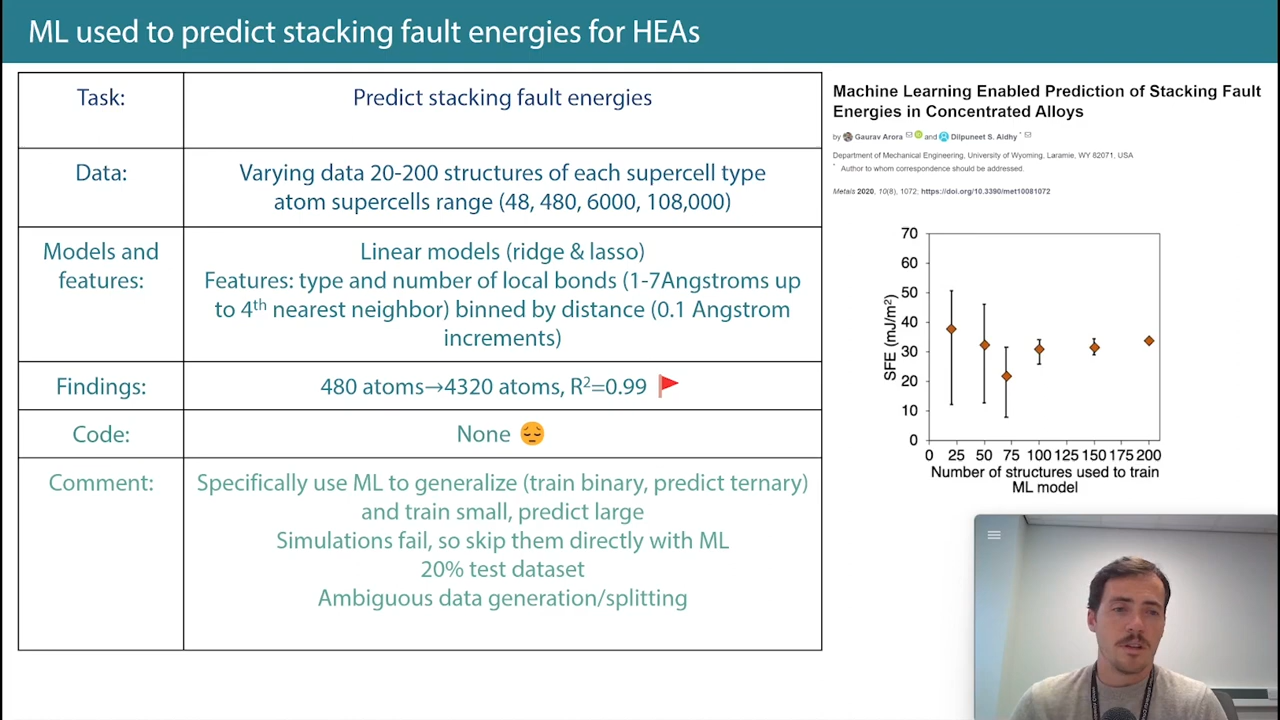 ML used to predict stacking fault energies for HEAs
Task:
Predict stacking fault energies
Data:
Varying data 20-200 structures of each supercell type
atom supercells range (48, 480, 6000, 108,000)
Models and
features:
Linear models (ridge & lasso)
Features: type and number of local bonds (1-7Angstroms up
to 4th nearest neighbor) binned by distance (0.1 Angstrom
increments)
Findings:
480 atoms→4320 atoms, R²=0.99
Code:
None
Comment:
Specifically use ML to generalize (train binary, predict ternary)
and train small, predict large
Simulations fail, so skip them directly with ML
20% test dataset
Ambiguous data generation/splitting
Machine Learning Enabled Prediction of Stacking Fault
Energies in Concentrated Alloys
by Gaurav Arora and Dilpuneet S. Aidhy *
Department of Mechanical Engineering, University of Wyoming, Laramie, WY 82071, USA
* Author to whom correspondence should be addressed.
Metals 2020, 10(8), 1072; https://doi.org/10.3390/met10081072
SFE (mJ/m²)
70
60
50
40
30
20
10
0
0 25 50 75 100 125 150 175 200
Number of structures used to train
ML model